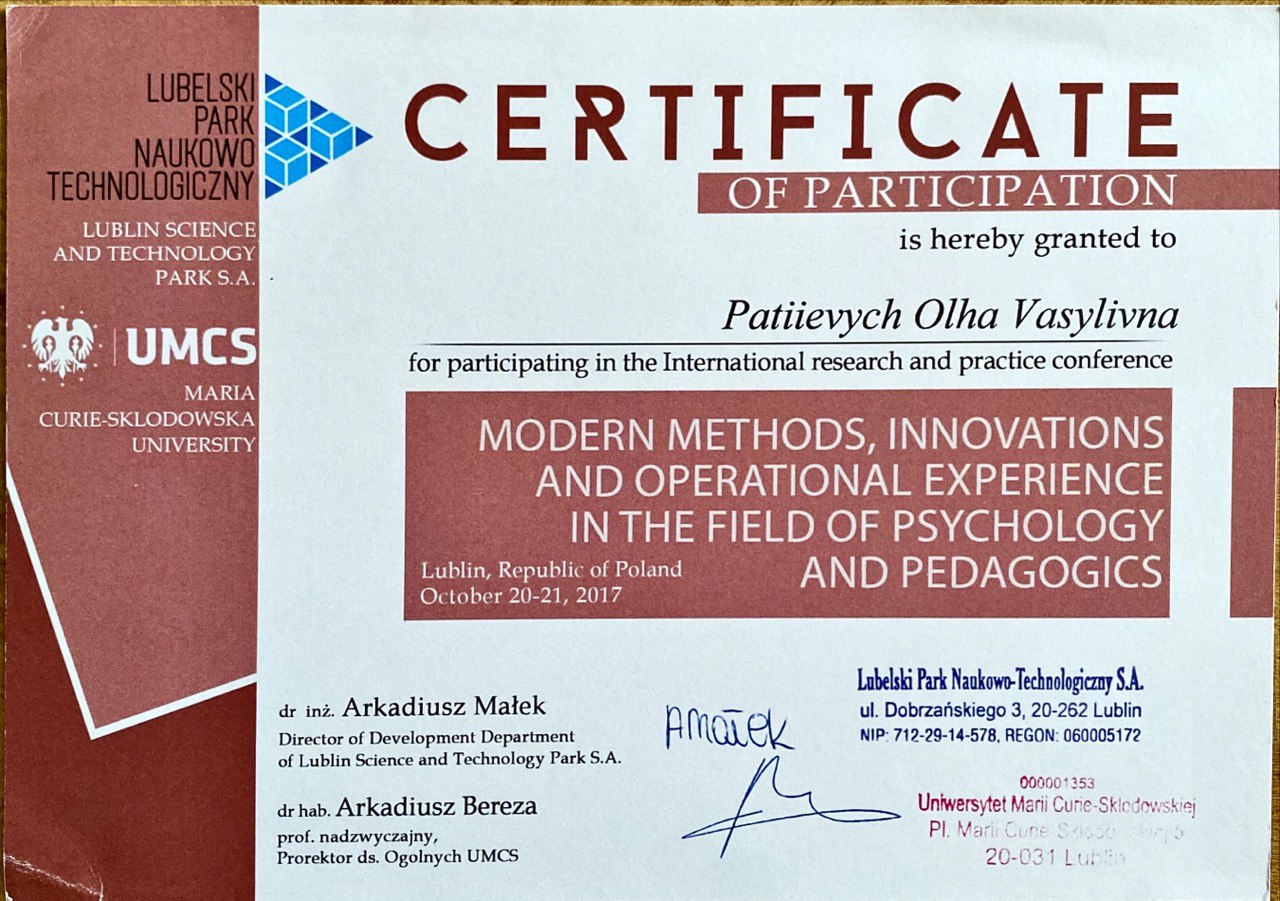 LUBELSKI
PARK
NAUKOWO
TECHNOLOGICZNY
LUBLIN SCIENCE
AND TECHNOLOGY
PARK S.A.
UMCS
MARIA
CURIE-SKLODOWSKA
UNIVERSITY
CERTIFICATE
OF PARTICIPATION
is hereby granted to
Patiievych Olha Vasylivna
for participating in the International research and practice conference
MODERN METHODS, INNOVATIONS
AND OPERATIONAL EXPERIENCE
IN THE FIELD OF PSYCHOLOGY
AND PEDAGOGICS
Lublin, Republic of Poland
October 20-21, 2017
dr inż. Arkadiusz Małek
Director of Development Department
of Lublin Science and Technology Park S.A.
dr hab. Arkadiusz Bereza
prof. nadzwyczajny,
Prorektor ds. Ogolnych UMCS
AMałek
Lubelski Park Naukowo-Technologiczny S.A.
ul. Dobrzańskiego 3, 20-262 Lublin
NIP: 712-29-14-578, REGON: 060005172
000001353
Uniwersytet Marii Curie-Skłodowskiej
Pl. Marii Curie
20-031 Lublin